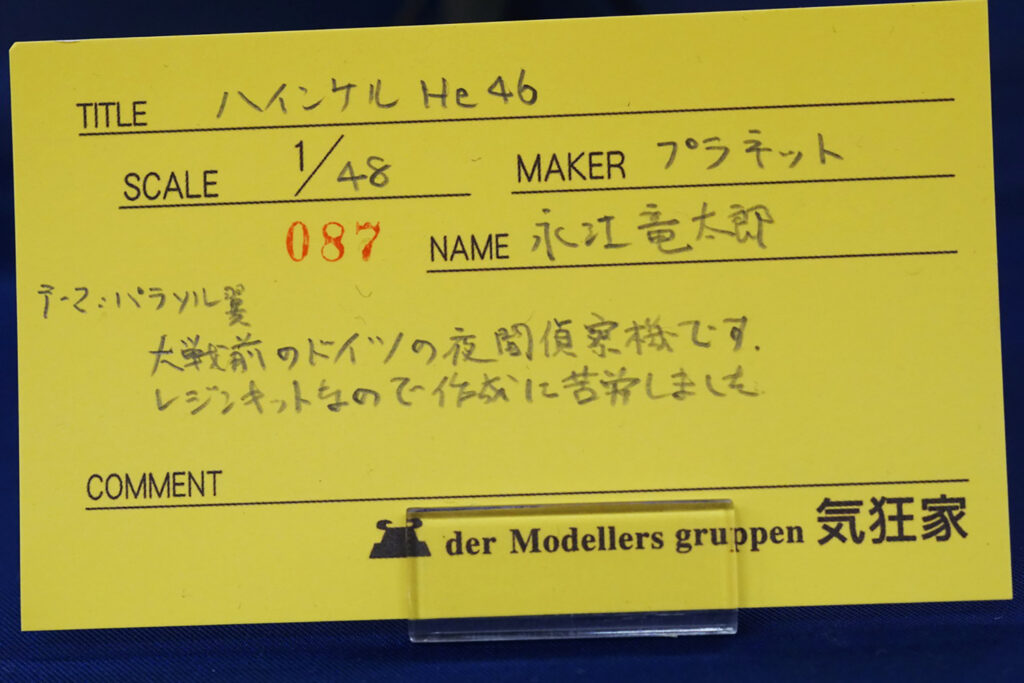 TITLE ハインケル He 46
SCALE 1/48 MAKER プラネット
087 NAME 永江竜太郎
テーマ：パラソル翼
大戦前のドイツの夜間偵察機です.
レジンキットなので作成に苦労しました
COMMENT
der Modellers gruppen 気狂家